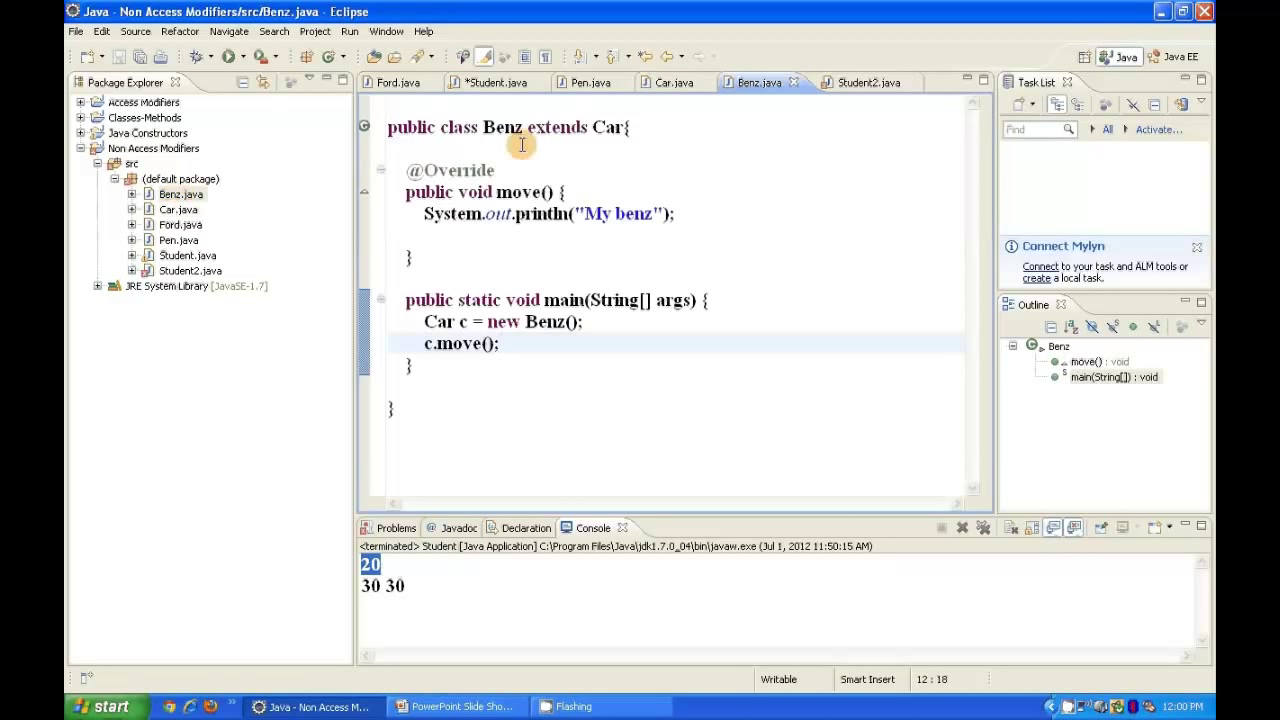 Java - Non Access Modifiers/src/Benz.java - Eclipse
File Edit Source Refactor Navigate Search Project Run Window Help
Java Java EE
Package Explorer
Ford.java *Student.java Pen.java Car.java Benz.java Student2.java
Task List
Access Modifiers
Classes-Methods
Java Constructors
Non Access Modifiers
src
(default package)
Benz.java
Car.java
Ford.java
Pen.java
Student.java
Student2.java
JRE System Library [JavaSE-1.7]
public class Benz extends Car{
@Override
public void move() {
System.out.println("My benz");
}
public static void main(String[] args) {
Car c = new Benz();
c.move();
}
}
Find All Activate...
Connect Mylyn
Connect to your task and ALM tools or
create a local task.
Outline
Benz
move() : void
main(String[]) : void
Problems Javadoc Declaration Console
<terminated> Student [Java Application] C:\Program Files\Java\jdk1.7.0_04\bin\javaw.exe (Jul 1, 2012 11:50:15 AM)
20
30 30
Writable Smart Insert 12 : 18
start Java - Non Access M... PowerPoint Slide Sho... Flashing 12:00 PM